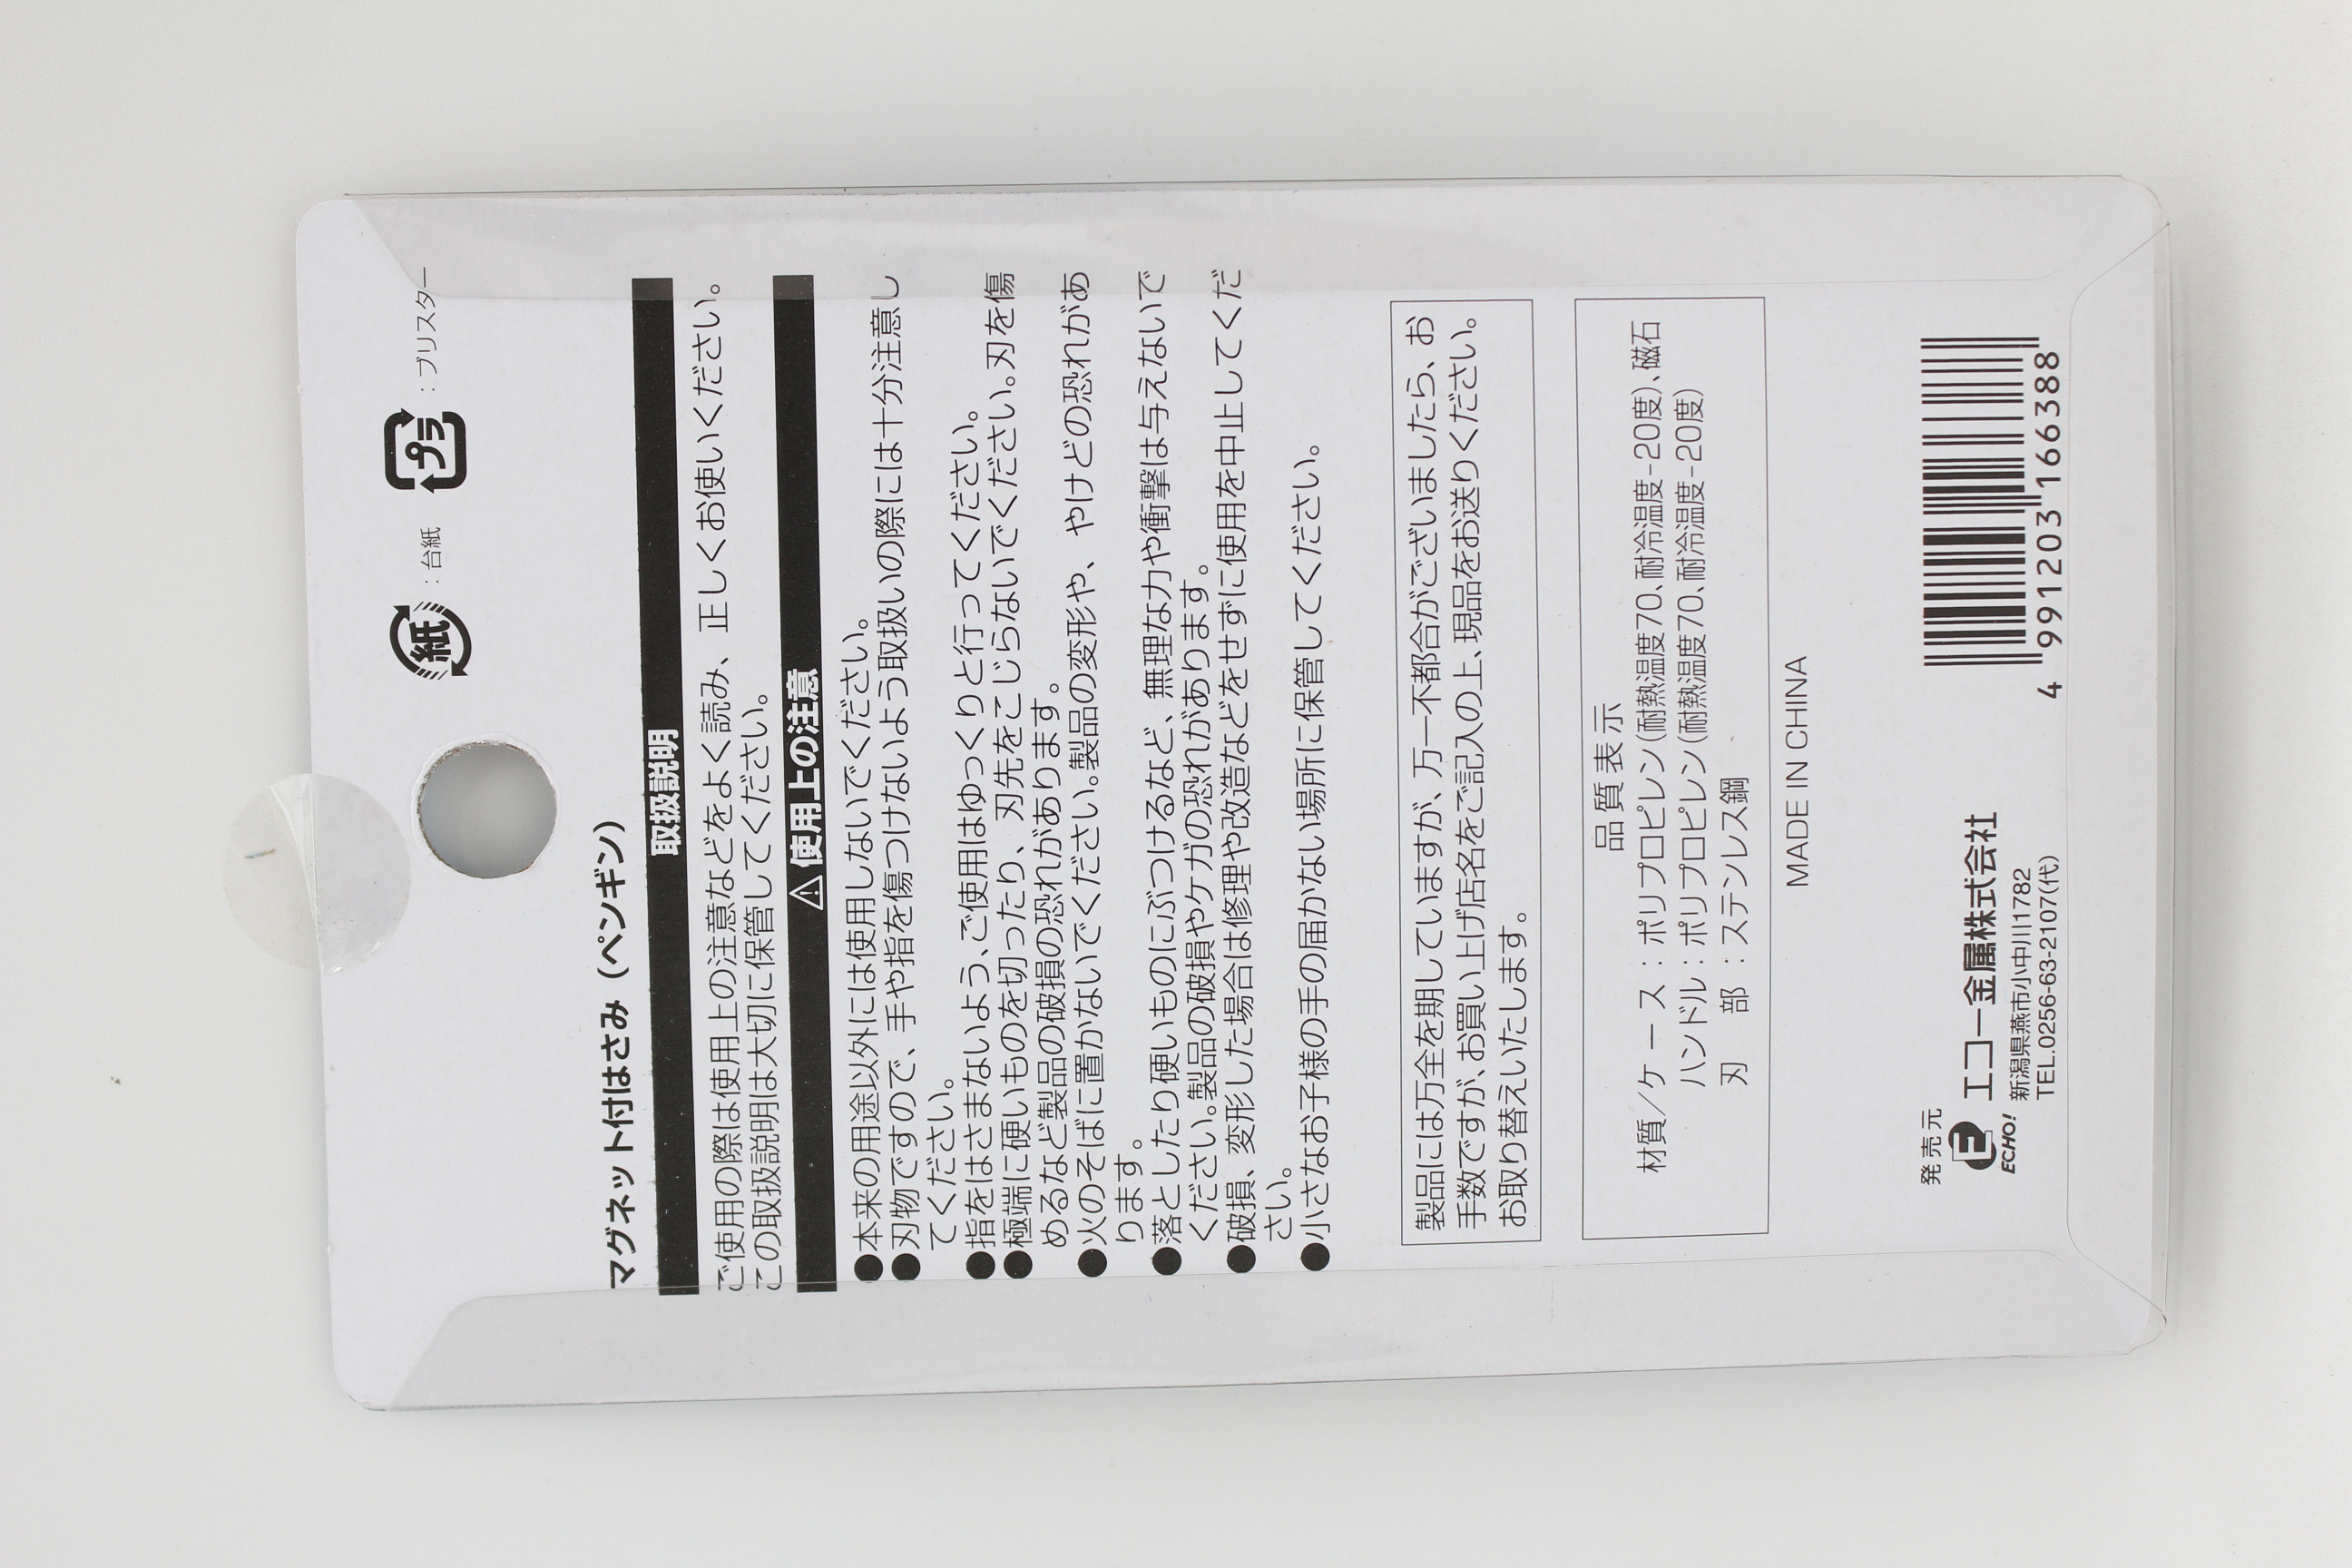 紙 : 台紙 プラ : ブリスター
マグネット付はさみ（ペンギン）
取扱説明
ご使用の際は使用上の注意などをよく読み、正しくお使いください。
この取扱説明は大切に保管してください。
⚠ 使用上の注意
●本来の用途以外には使用しないでください。
●刃物ですので、手や指を傷つけないよう取扱いの際には十分注意し
てください。
●指をはさまないよう、ご使用はゆっくりと行ってください。
●極端に硬いものを切ったり、刃先をこじらないでください。刃を傷
めるなど製品の破損の恐れがあります。
●火のそばに置かないでください。製品の変形や、やけどの恐れがあ
ります。
●落としたり硬いものにぶつけるなど、無理な力や衝撃は与えないで
ください。製品の破損やケガの恐れがあります。
●破損、変形した場合は修理や改造などをせずに使用を中止してくだ
さい。
●小さなお子様の手の届かない場所に保管してください。
製品には万全を期していますが、万一不都合がございましたら、お
手数ですが、お買い上げ店名をご記入の上、現品をお送りください。
お取り替えいたします。
品質表示
材質／ケース：ポリプロピレン（耐熱温度70、耐冷温度-20度）、磁石
ハンドル：ポリプロピレン（耐熱温度70、耐冷温度-20度）
刃 部：ステンレス鋼
MADE IN CHINA
発売元
E ECHO! エコー金属株式会社
新潟県燕市小中川1782
TEL.0256-63-2107(代)
4 991203 166388